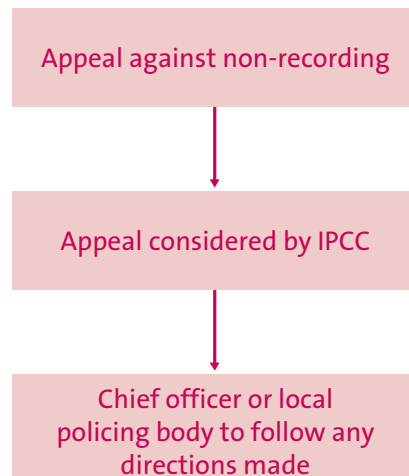 Appeal against non-recording
Appeal considered by IPCC
Chief officer or local
policing body to follow any
directions made